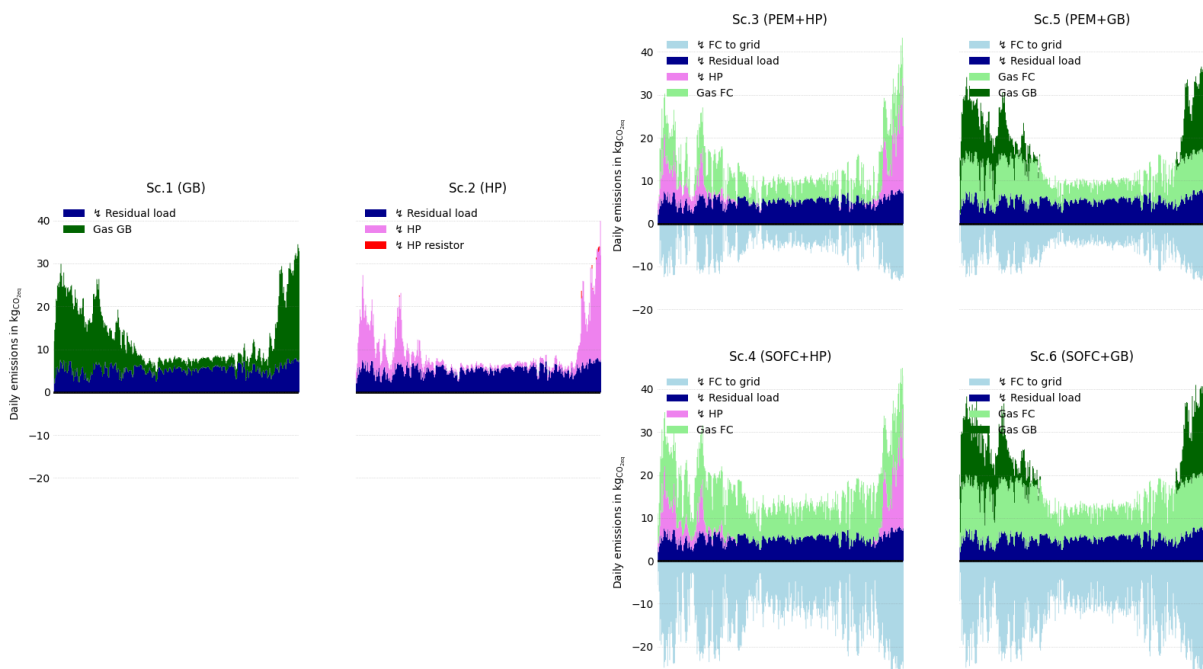 Sc.1 (GB)
↯ Residual load
Gas GB
Daily emissions in kg_CO₂eq
40
30
20
10
0
−10
−20
Sc.2 (HP)
↯ Residual load
↯ HP
↯ HP resistor
Sc.3 (PEM+HP)
↯ FC to grid
↯ Residual load
↯ HP
Gas FC
Daily emissions in kg_CO₂eq
40
30
20
10
0
−10
−20
Sc.5 (PEM+GB)
↯ FC to grid
↯ Residual load
Gas FC
Gas GB
Sc.4 (SOFC+HP)
↯ FC to grid
↯ Residual load
↯ HP
Gas FC
Daily emissions in kg_CO₂eq
40
30
20
10
0
−10
−20
Sc.6 (SOFC+GB)
↯ FC to grid
↯ Residual load
Gas FC
Gas GB